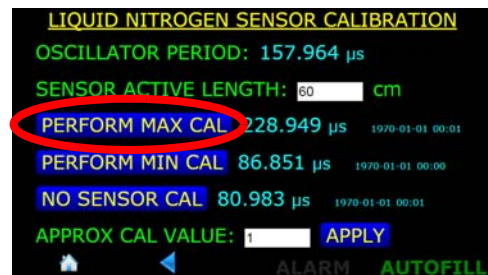 LIQUID NITROGEN SENSOR CALIBRATION
OSCILLATOR PERIOD: 157.964 µs
SENSOR ACTIVE LENGTH: 60 cm
PERFORM MAX CAL 228.949 µs 1970-01-01 00:01
PERFORM MIN CAL 86.851 µs 1970-01-01 00:00
NO SENSOR CAL 80.983 µs 1970-01-01 00:01
APPROX CAL VALUE: 1 APPLY
ALARM AUTOFILL